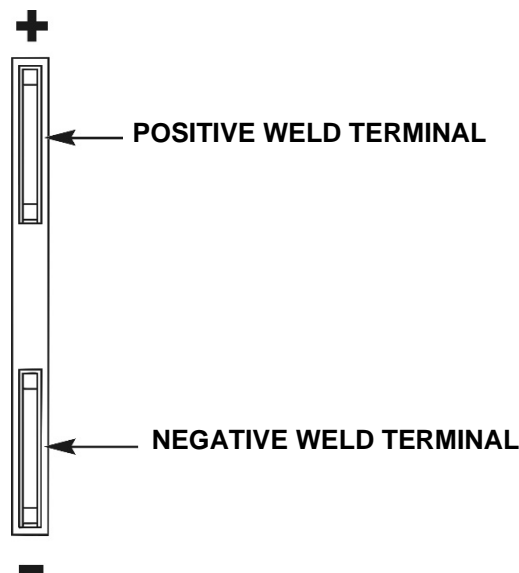 +
POSITIVE WELD TERMINAL
NEGATIVE WELD TERMINAL
-